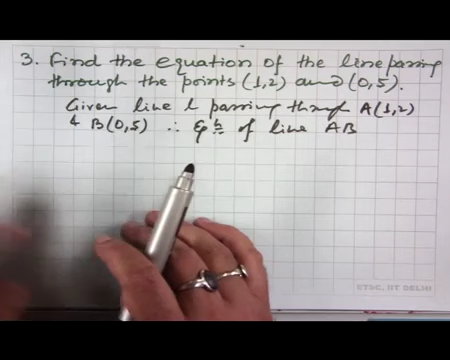 3. Find the equation of the line passing
through the points (1,2) and (0,5).
Given line l passing through A(1,2)
& B(0,5) ∴ Eqn of line AB
ETSC, IIT DELHI